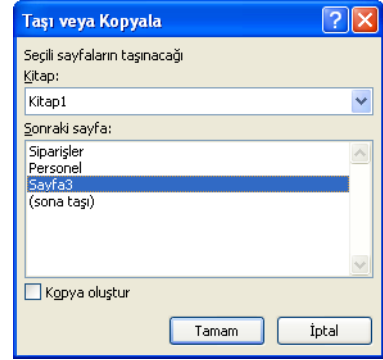 Taşı veya Kopyala
Seçili sayfaların taşınacağı
Kitap:
Kitap1
Sonraki sayfa:
Siparişler
Personel
Sayfa3
(sona taşı)
Kopya oluştur
Tamam
İptal